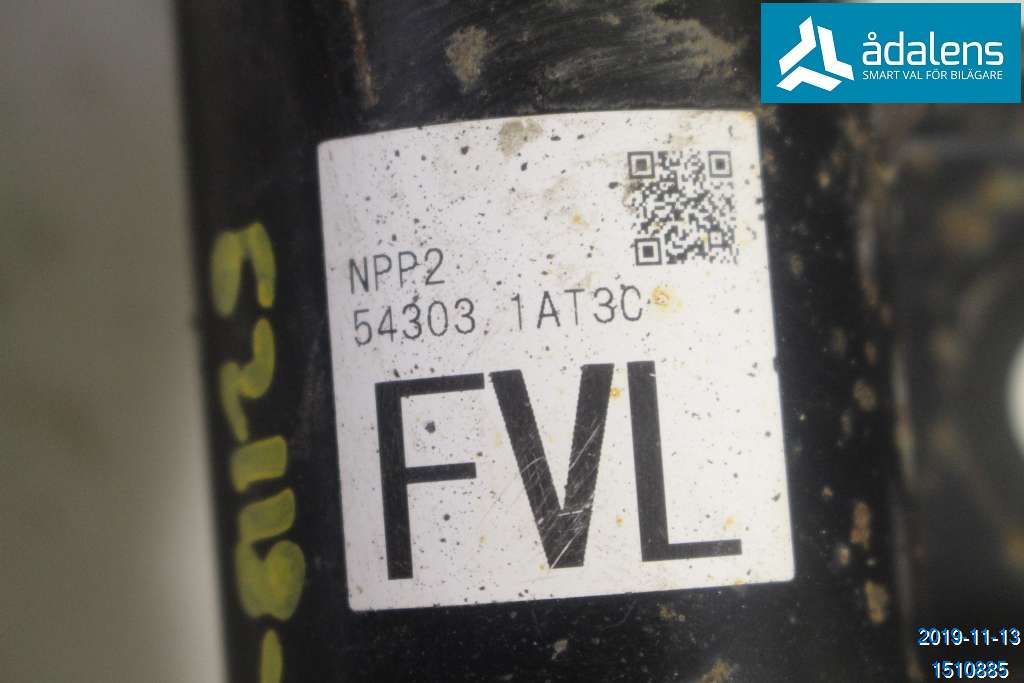 ådalens
SMART VAL FÖR BILÄGARE
NPP2
54303 1AT3C
FVL
2019-11-13
1510885